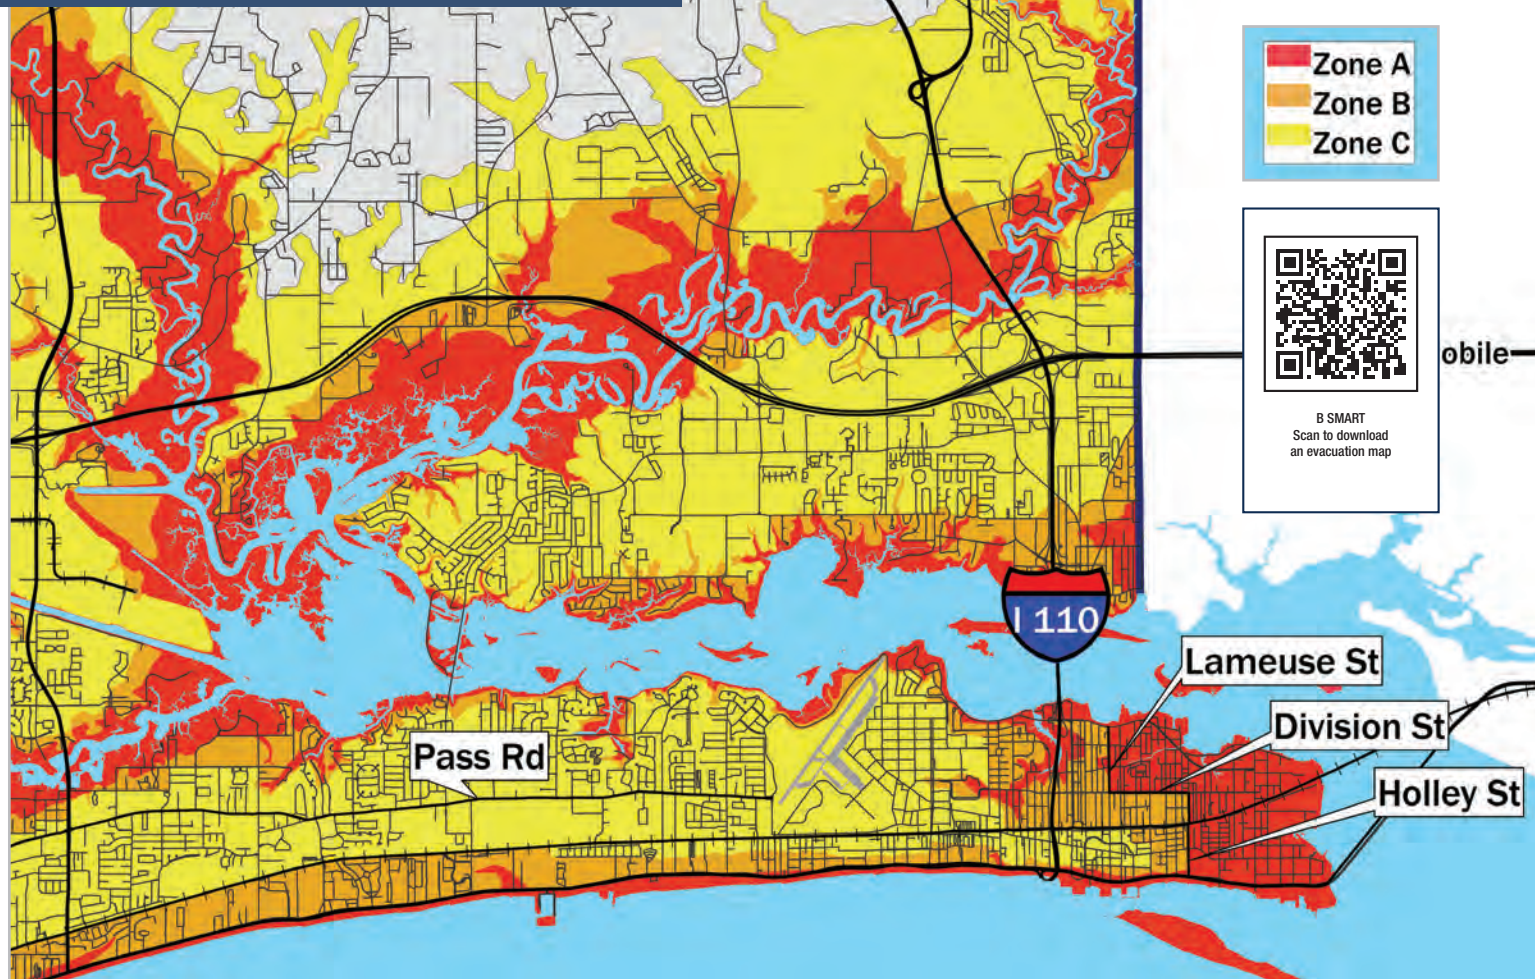 Zone A
Zone B
Zone C
B SMART
Scan to download
an evacuation map
obile
I 110
Lameuse St
Division St
Pass Rd
Holley St